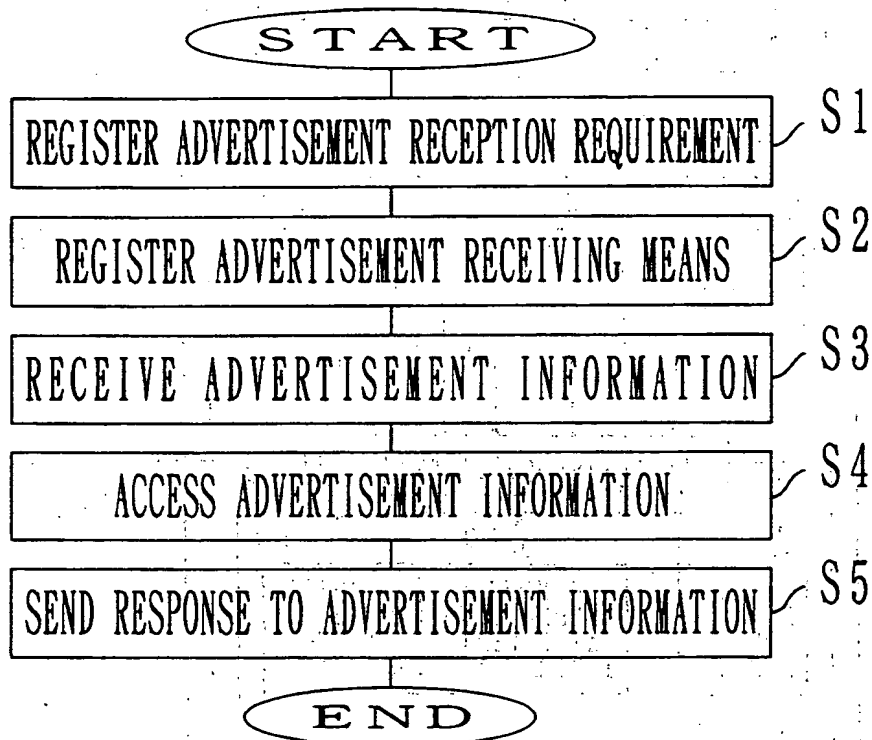 START
REGISTER ADVERTISEMENT RECEPTION REQUIREMENT S1
REGISTER ADVERTISEMENT RECEIVING MEANS S2
RECEIVE ADVERTISEMENT INFORMATION S3
ACCESS ADVERTISEMENT INFORMATION S4
SEND RESPONSE TO ADVERTISEMENT INFORMATION S5
END